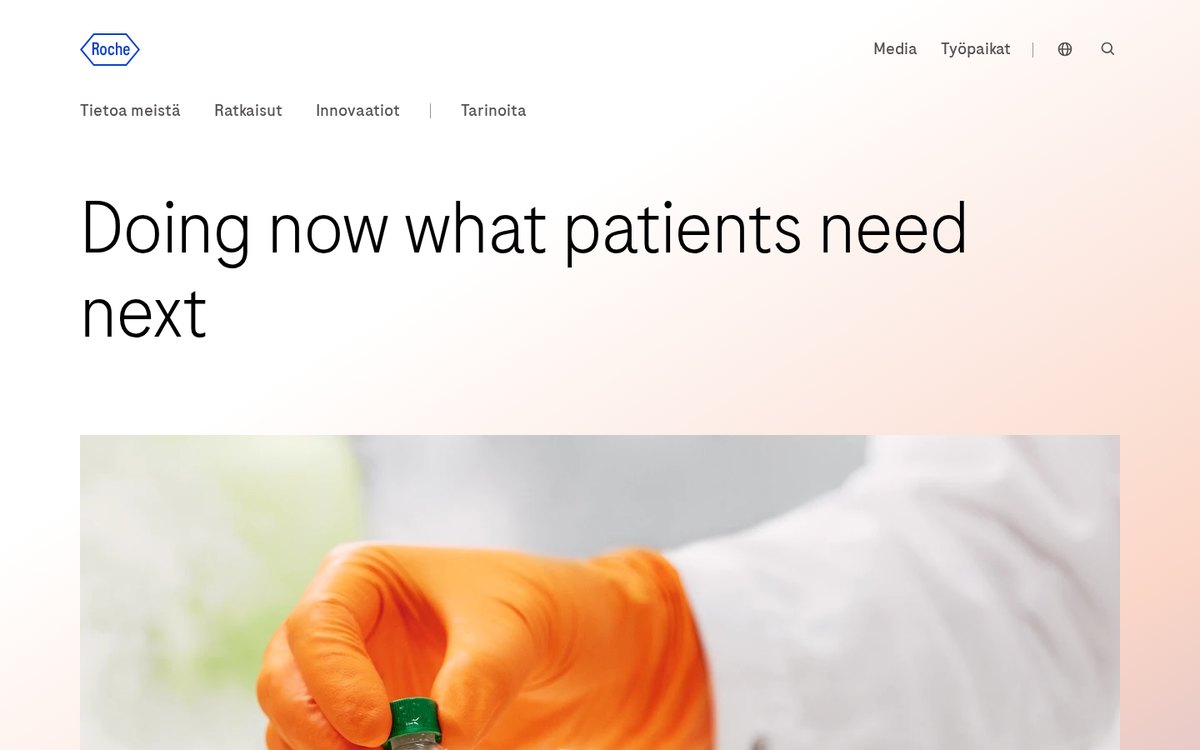 Roche
Media
Työpaikat
Tietoa meistä
Ratkaisut
Innovaatiot
Tarinoita
Doing now what patients need
next